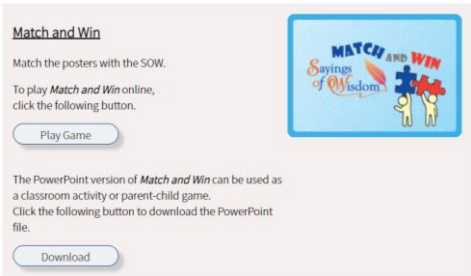 Match and Win
Match the posters with the SOW.
To play Match and Win online,
click the following button.
Play Game
The PowerPoint version of Match and Win can be used as
a classroom activity or parent-child game.
Click the following button to download the PowerPoint
file.
Download
MATCH AND WIN
Sayings
of Wisdom